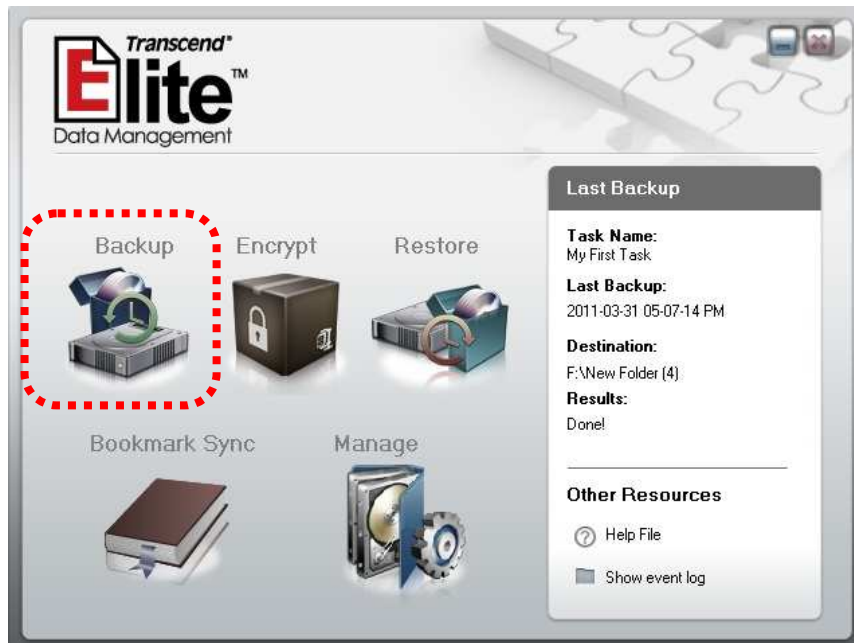 Transcend®
Elite™
Data Management
Backup
Encrypt
Restore
Bookmark Sync
Manage
Last Backup
Task Name:
My First Task
Last Backup:
2011-03-31 05-07-14 PM
Destination:
F:\New Folder (4)
Results:
Done!
Other Resources
Help File
Show event log